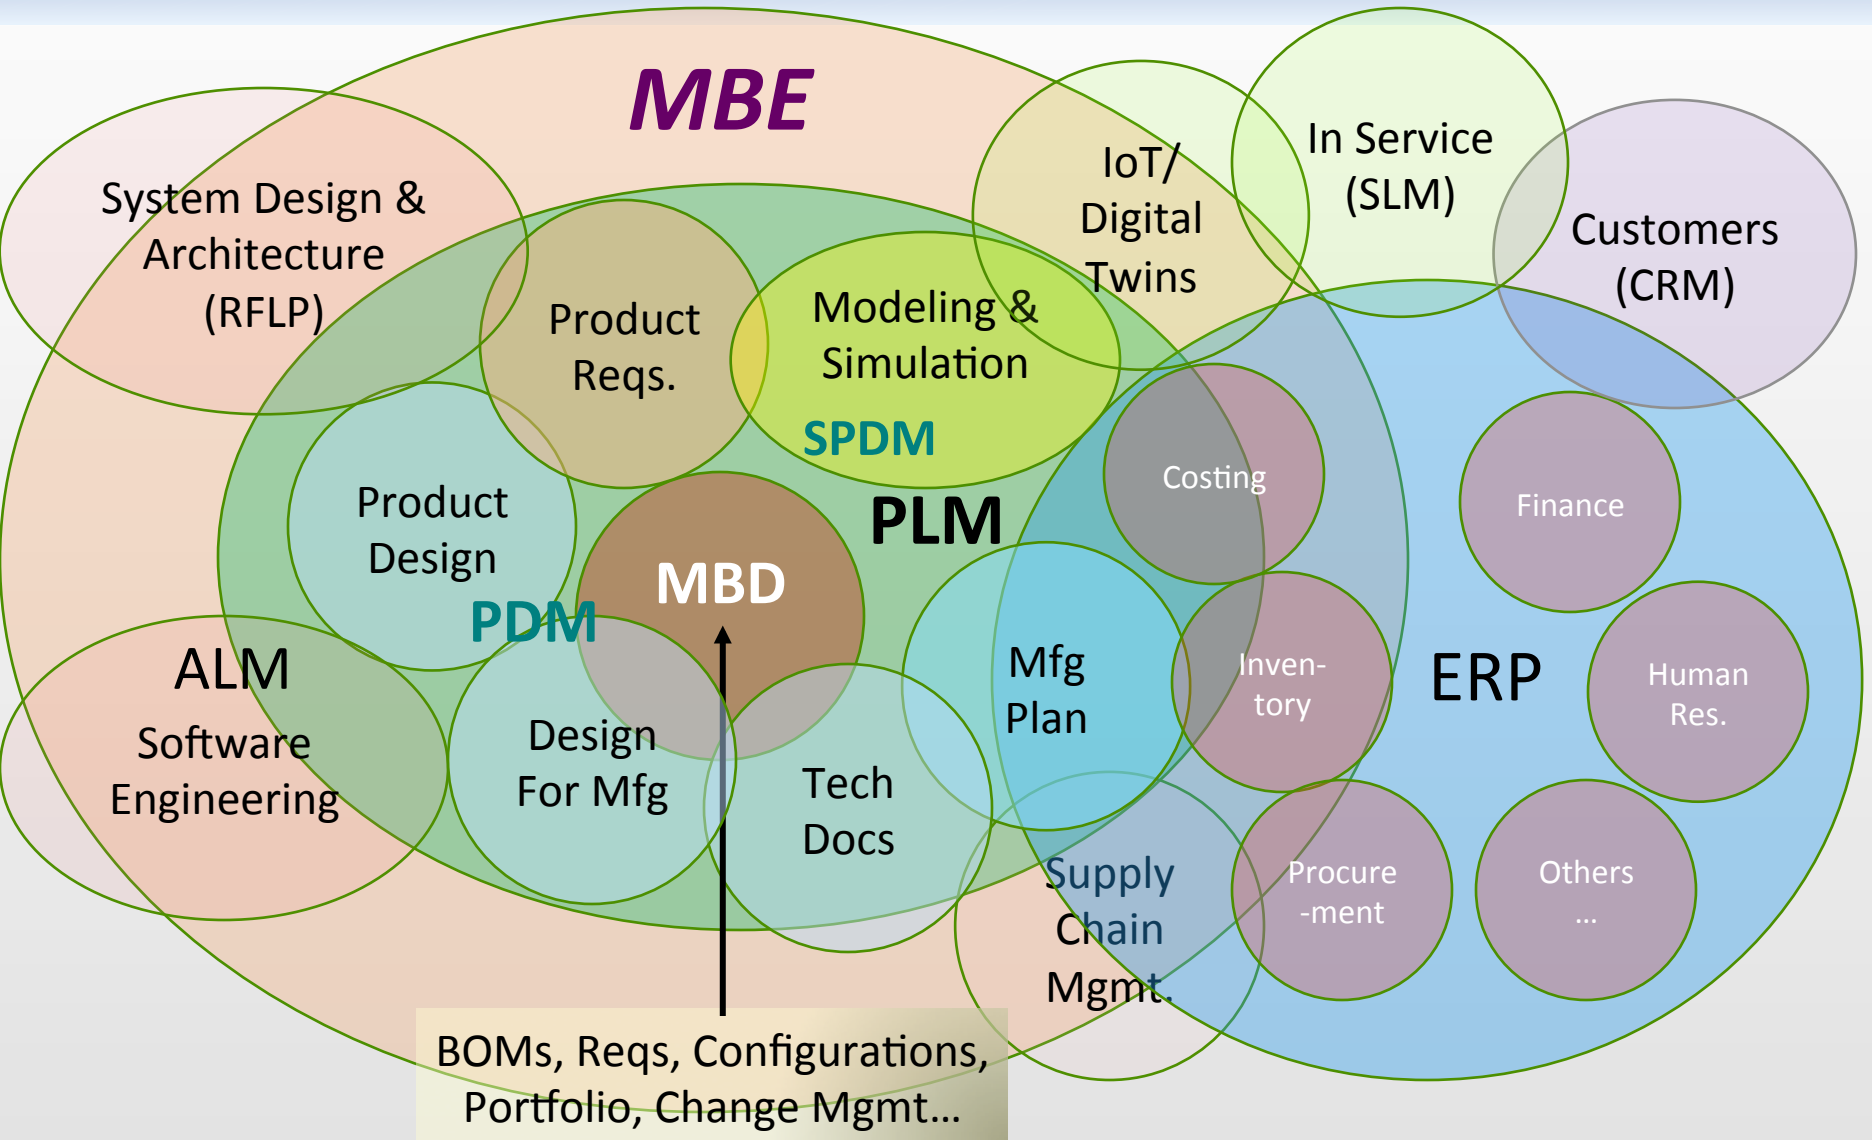 MBE
System Design &
Architecture
(RFLP)
IoT/
Digital
Twins
In Service
(SLM)
Customers
(CRM)
Product
Reqs.
Modeling &
Simulation
SPDM
PLM
Product
Design
PDM
MBD
Costing
Finance
ALM
Software
Engineering
Design
For Mfg
Tech
Docs
Mfg
Plan
Inven-
tory
ERP
Human
Res.
Supply
Chain
Mgmt.
Procure
-ment
Others
...
BOMs, Reqs, Configurations,
Portfolio, Change Mgmt...